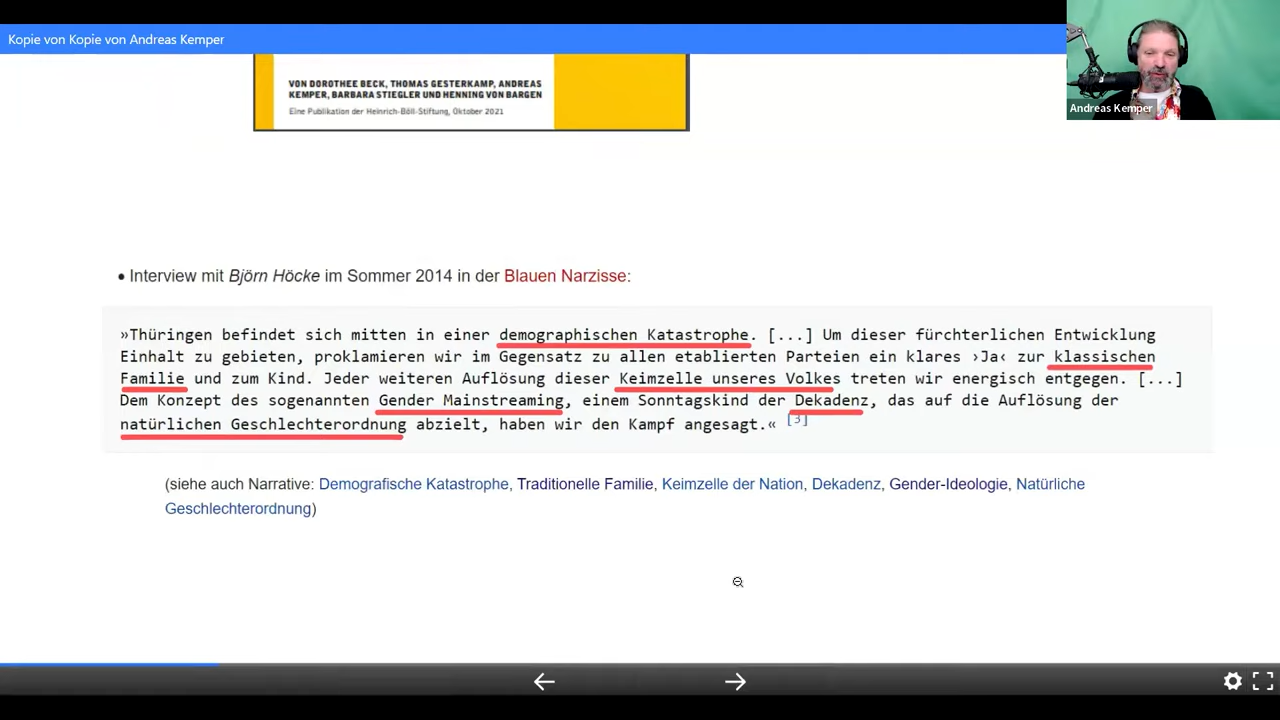 Kopie von Kopie von Andreas Kemper
Andreas Kemper
VON DOROTHEE BECK, THOMAS GESTERKAMP, ANDREAS
KEMPER, BARBARA STIEGLER UND HENNING VON BARGEN
Eine Publikation der Heinrich-Böll-Stiftung, Oktober 2021
• Interview mit Björn Höcke im Sommer 2014 in der Blauen Narzisse:
»Thüringen befindet sich mitten in einer demographischen Katastrophe. [...] Um dieser fürchterlichen Entwicklung
Einhalt zu gebieten, proklamieren wir im Gegensatz zu allen etablierten Parteien ein klares ›Ja‹ zur klassischen
Familie und zum Kind. Jeder weiteren Auflösung dieser Keimzelle unseres Volkes treten wir energisch entgegen. [...]
Dem Konzept des sogenannten Gender Mainstreaming, einem Sonntagskind der Dekadenz, das auf die Auflösung der
natürlichen Geschlechterordnung abzielt, haben wir den Kampf angesagt.« [3]
(siehe auch Narrative: Demografische Katastrophe, Traditionelle Familie, Keimzelle der Nation, Dekadenz, Gender-Ideologie, Natürliche
Geschlechterordnung)